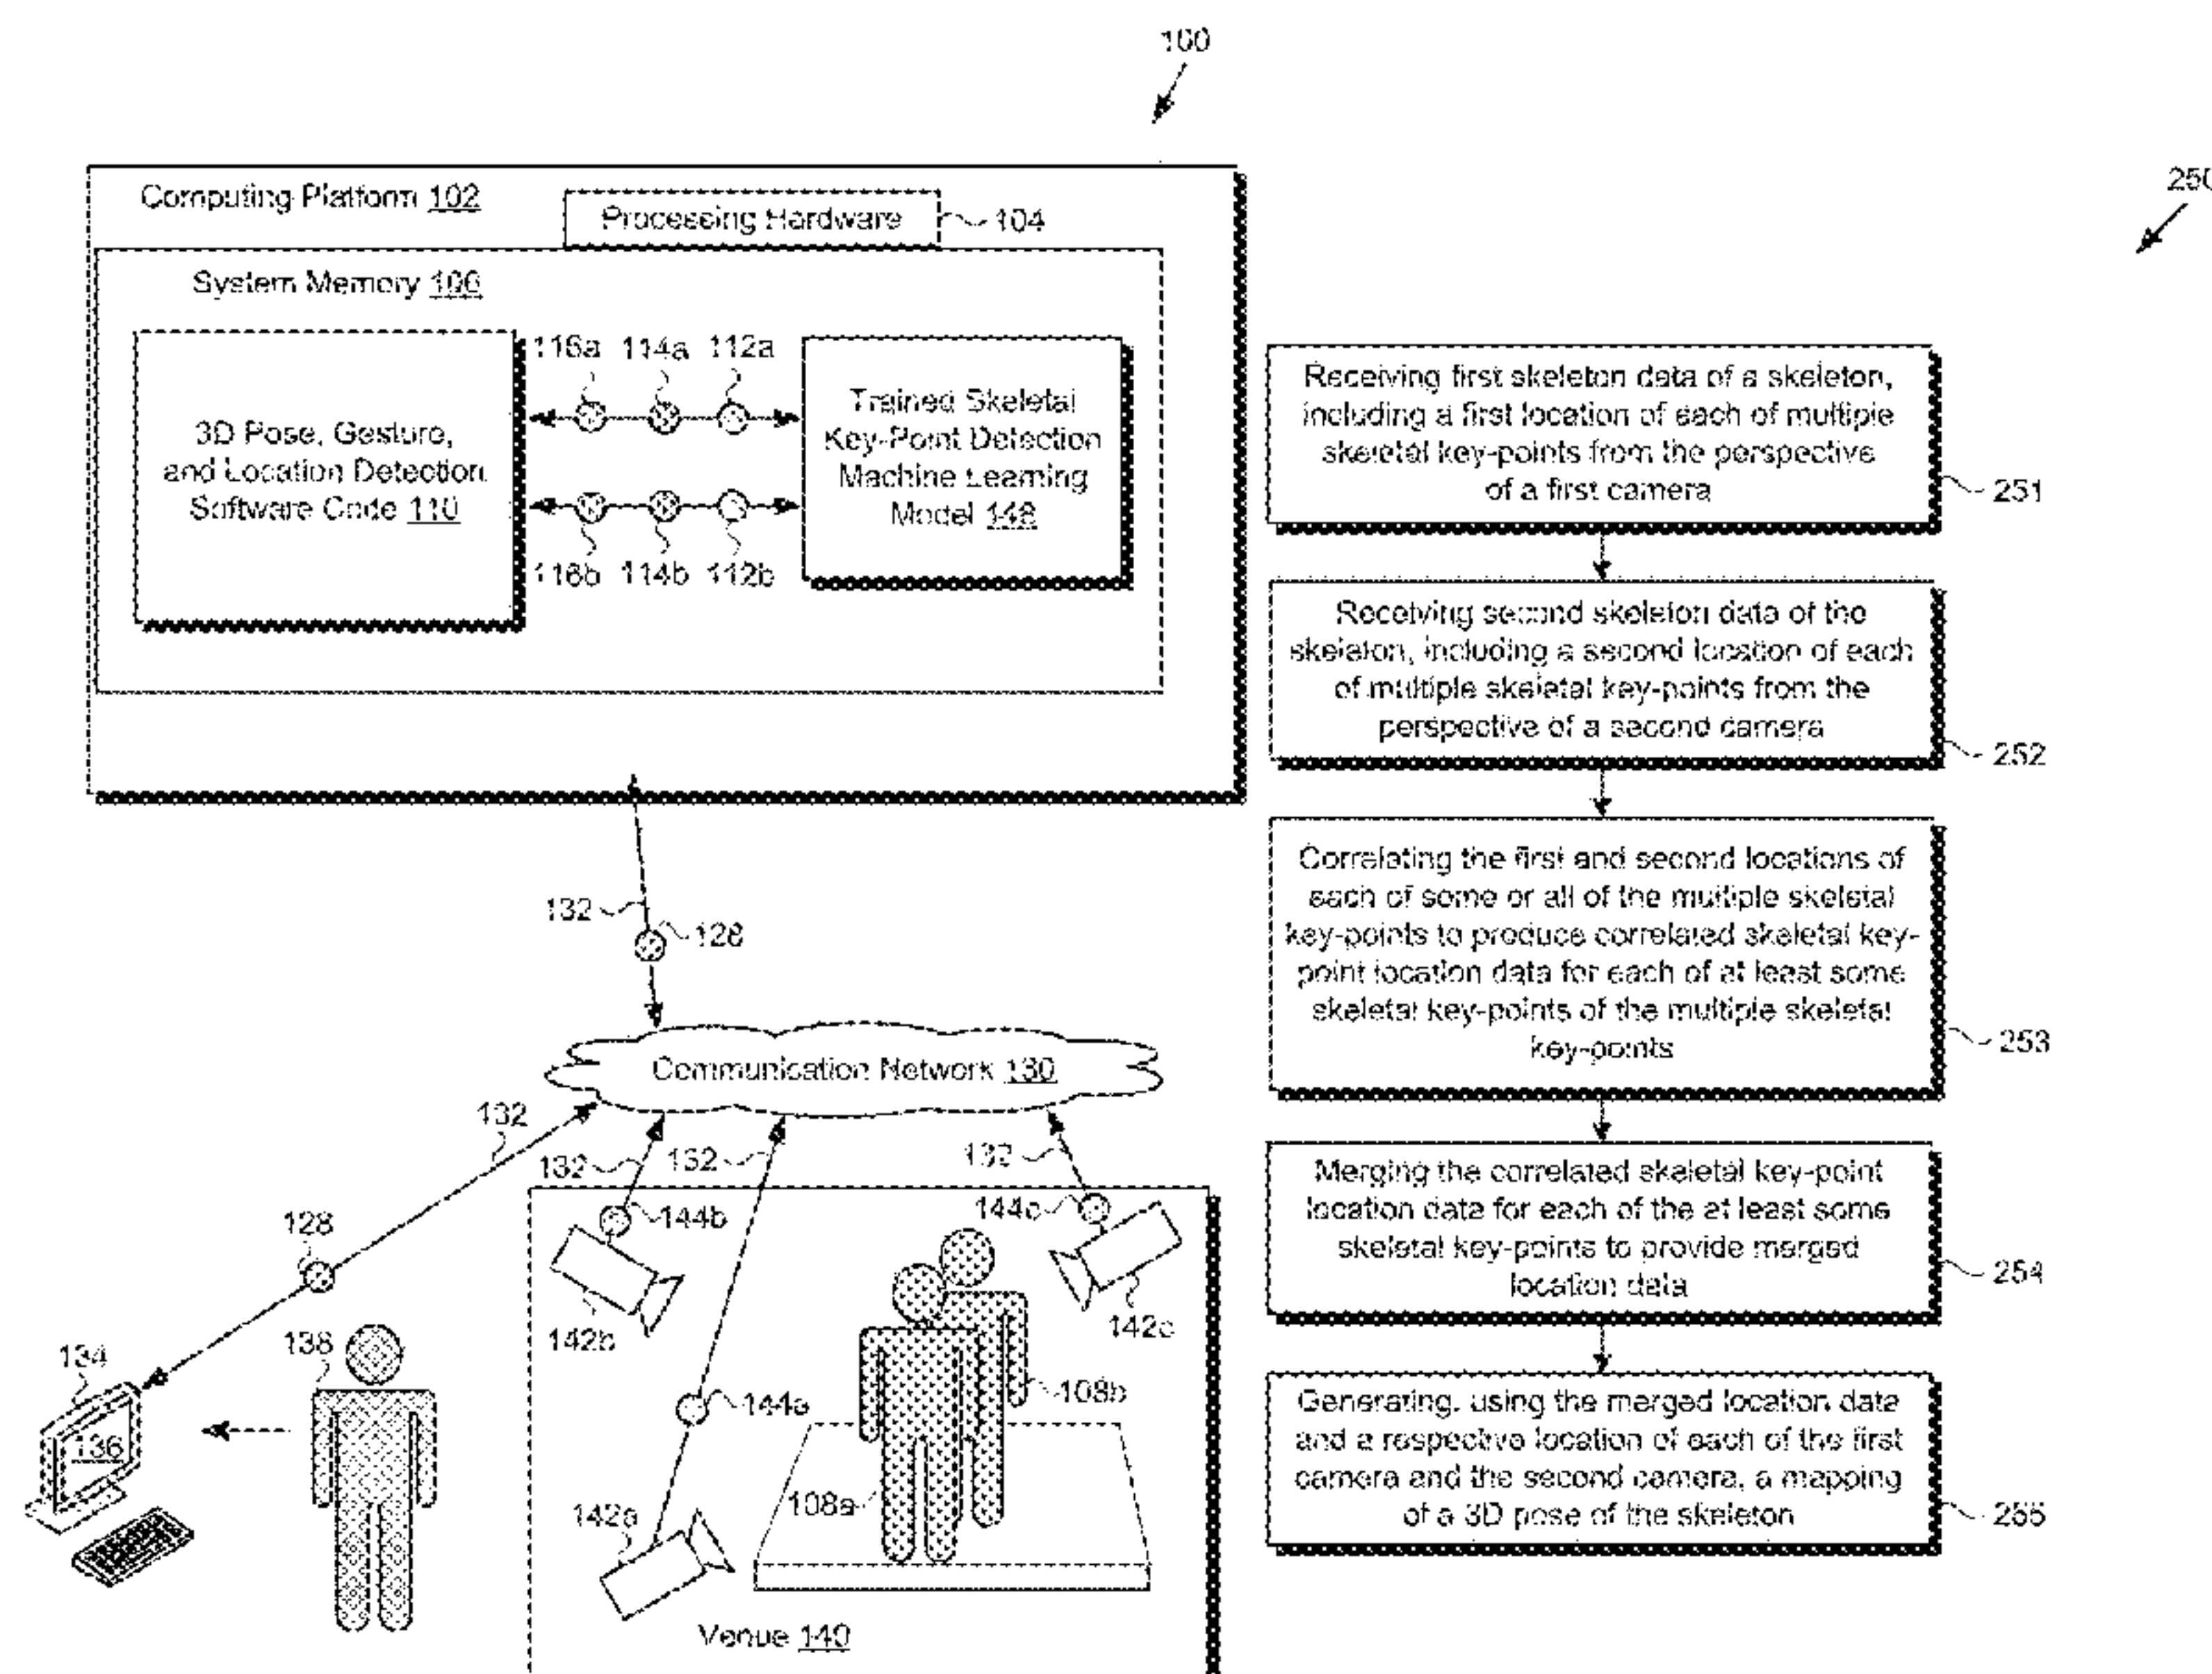 100
Computing Platform 102
Processing Hardware
104
System Memory 106
3D Pose, Gesture,
and Location Detection
Software Code 110
116a 114a 112a
116b 114b 112b
Trained Skeletal
Key-Point Detection
Machine Learning
Model 148
132
128
Communication Network 130
132
132
132
132
128
144b
144c
142b
142c
134
136
138
144a
108b
108a
142a
Venue 140
250
Receiving first skeleton data of a skeleton,
including a first location of each of multiple
skeletal key-points from the perspective
of a first camera
251
Receiving second skeleton data of the
skeleton, including a second location of each
of multiple skeletal key-points from the
perspective of a second camera
252
Correlating the first and second locations of
each of some or all of the multiple skeletal
key-points to produce correlated skeletal key-
point location data for each of at least some
skeletal key-points of the multiple skeletal
key-points
253
Merging the correlated skeletal key-point
location data for each of the at least some
skeletal key-points to provide merged
location data
254
Generating, using the merged location data
and a respective location of each of the first
camera and the second camera, a mapping
of a 3D pose of the skeleton
255